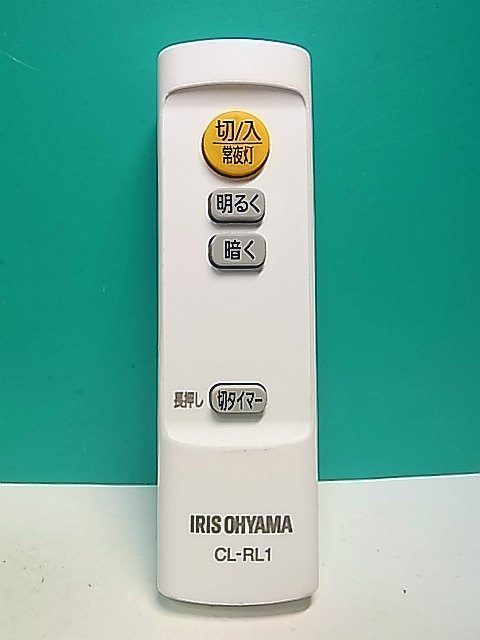 切/入
常夜灯
明るく
暗く
長押し 切タイマー
IRIS OHYAMA
CL-RL1